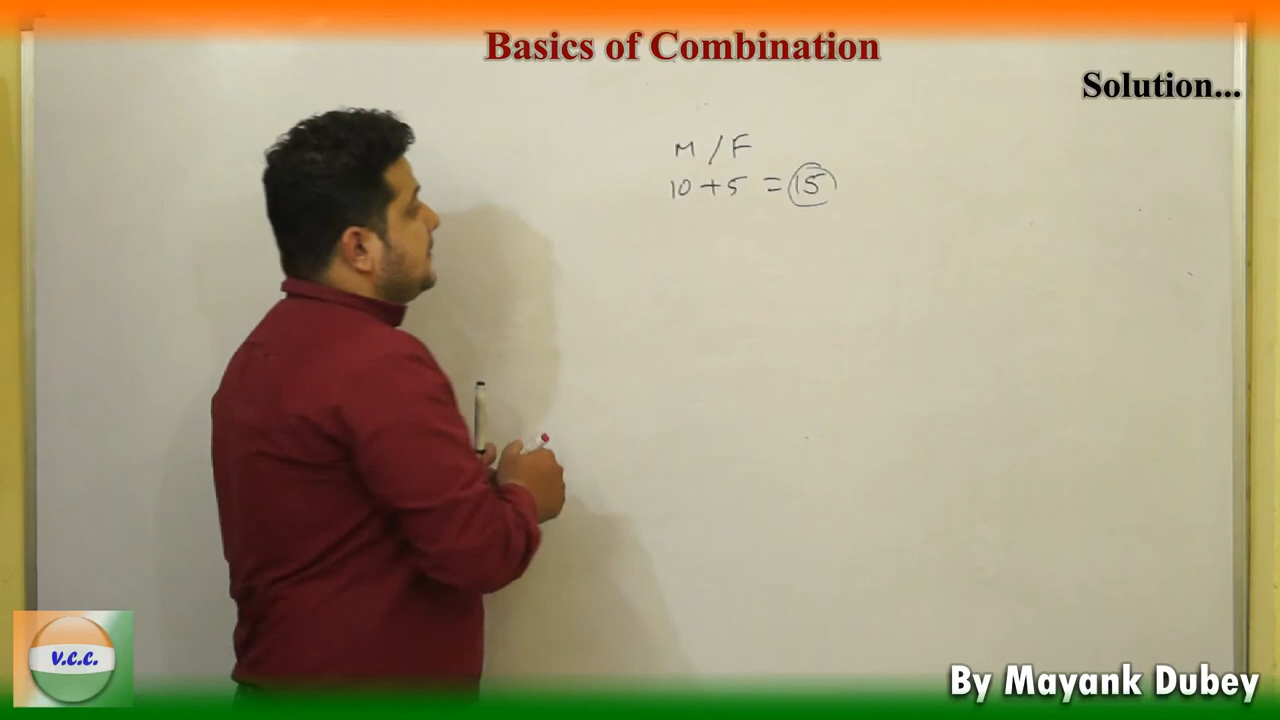 Basics of Combination
Solution...
M / F
10 + 5 = 15
V.C.C.
By Mayank Dubey